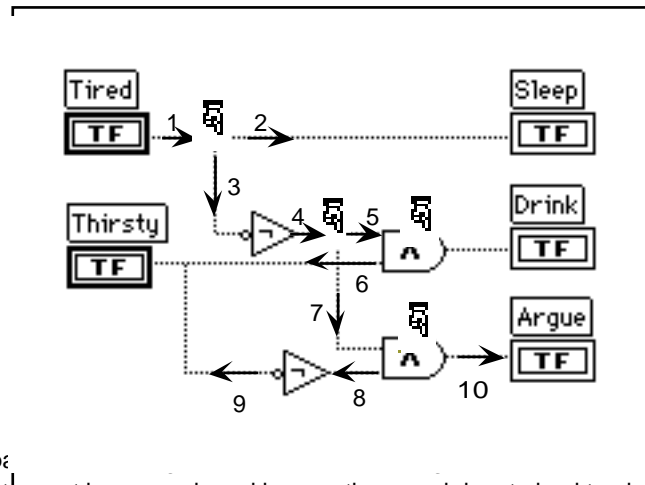 Tired
Sleep
1
2
TF
TF
3
Thirsty
4
5
Drink
¬
∧
TF
TF
6
7
Argue
¬
∧
TF
9
8
10